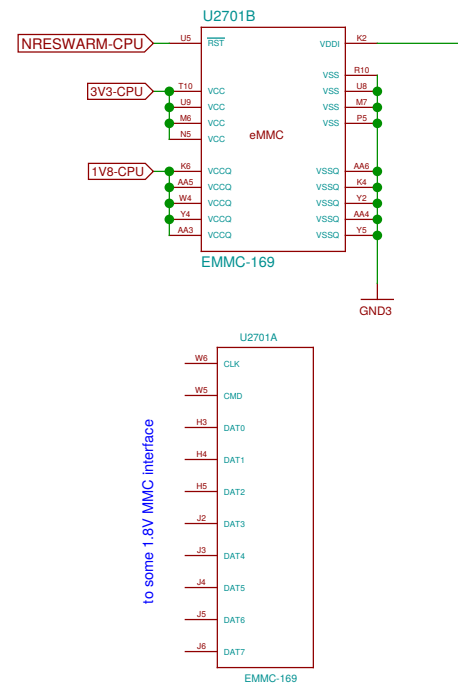 U2701B
NRESWARM-CPU U5 RST VDDI K2
VSS R10
3V3-CPU T10 VCC VSS U8
U9 VCC VSS M7
M6 VCC VSS P5
N5 VCC
eMMC
1V8-CPU K6 VCCQ VSSQ AA6
AA5 VCCQ VSSQ K4
W4 VCCQ VSSQ Y2
Y4 VCCQ VSSQ AA4
AA3 VCCQ VSSQ Y5
EMMC-169
GND3
U2701A
W6 CLK
W5 CMD
H3 DAT0
H4 DAT1
H5 DAT2
J2 DAT3
J3 DAT4
J4 DAT5
J5 DAT6
J6 DAT7
to some 1.8V MMC interface
EMMC-169